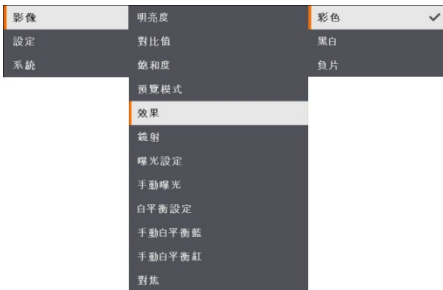 影像
設定
系統
明亮度
對比值
飽和度
預覽模式
效果
鏡射
曝光設定
手動曝光
白平衡設定
手動白平衡藍
手動白平衡紅
對焦
彩色
黑白
負片